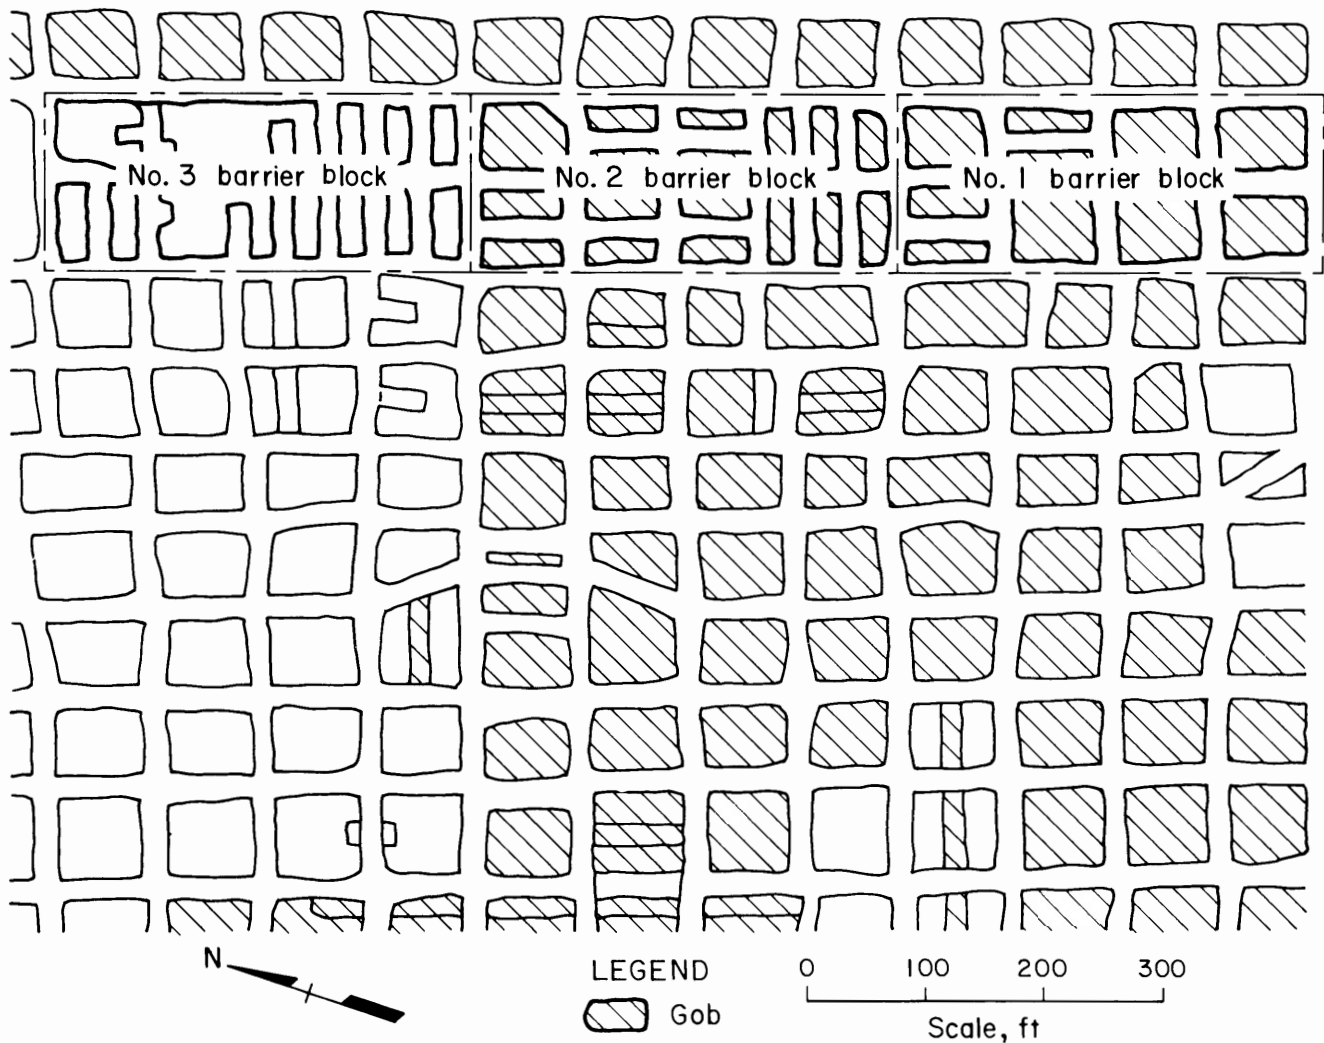 No. 3 barrier block
No. 2 barrier block
No. 1 barrier block
N
LEGEND
Gob
0 100 200 300
Scale, ft